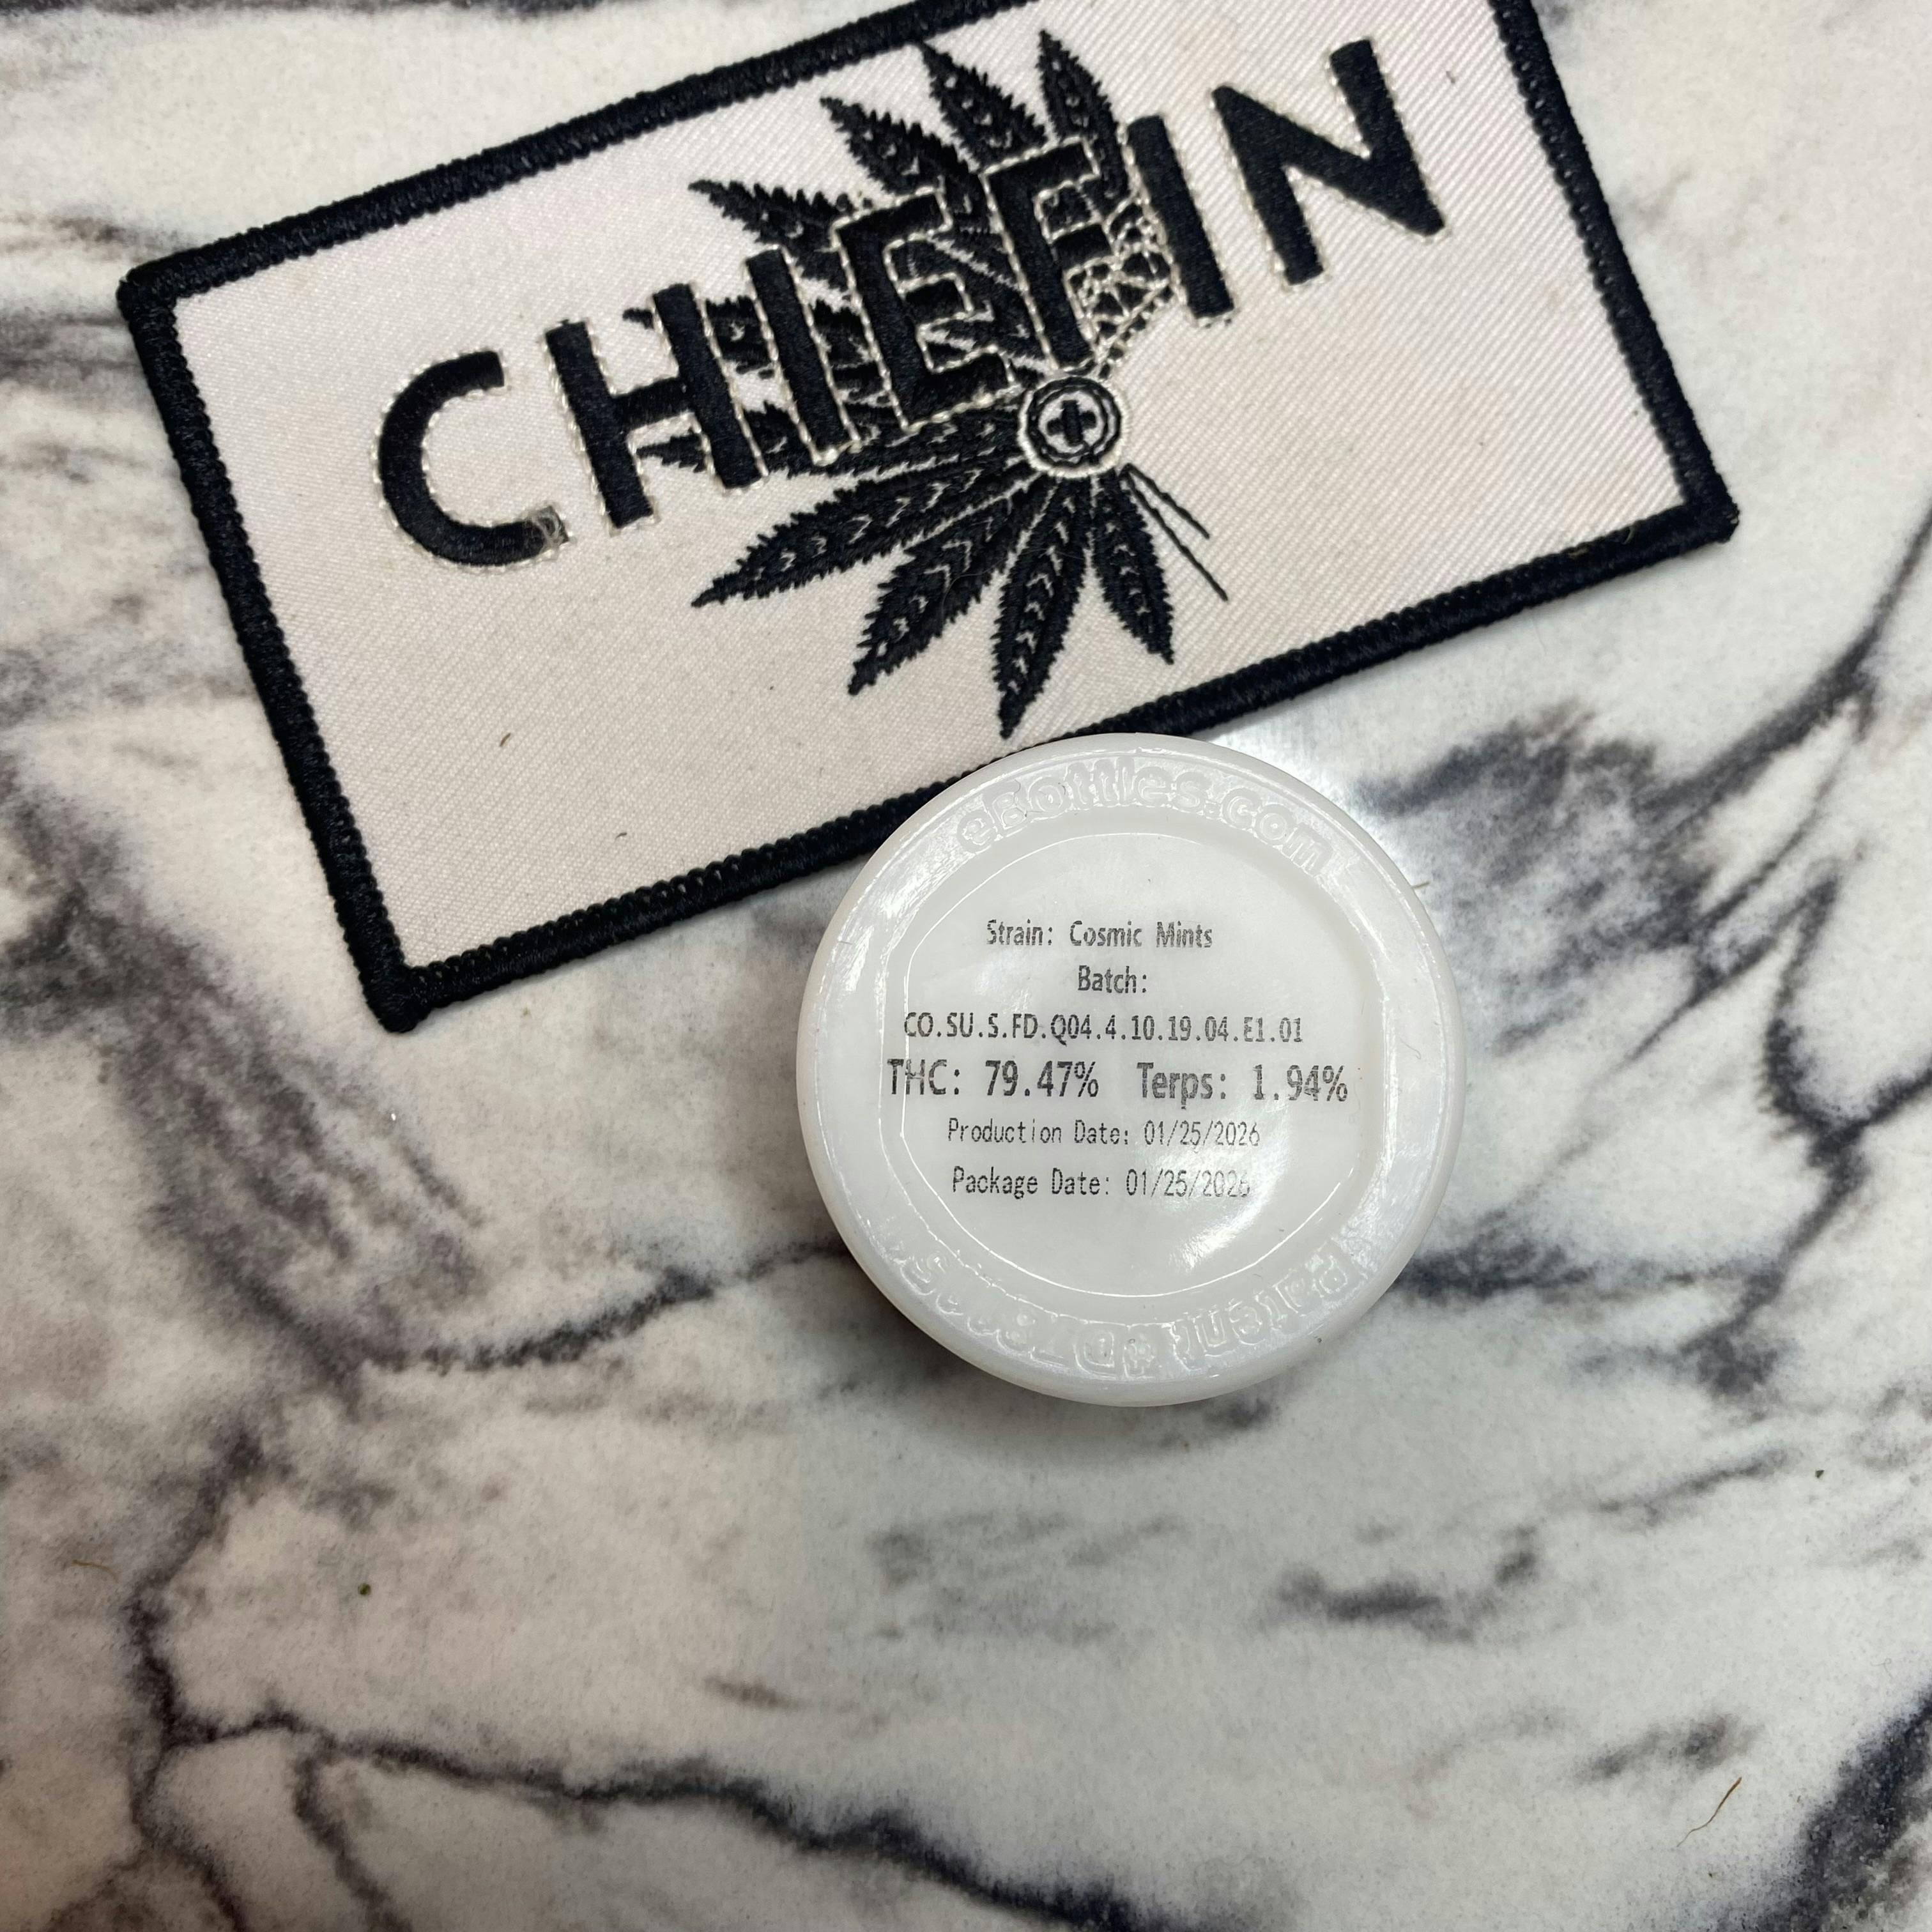 CHIEFIN
eBottles.com
Strain: Cosmic Mints
Batch:
CO.SU.S.FD.Q04.4.10.19.04.E1.01
THC: 79.47% Terps: 1.94%
Production Date: 01/25/2026
Package Date: 01/25/2026
Patent